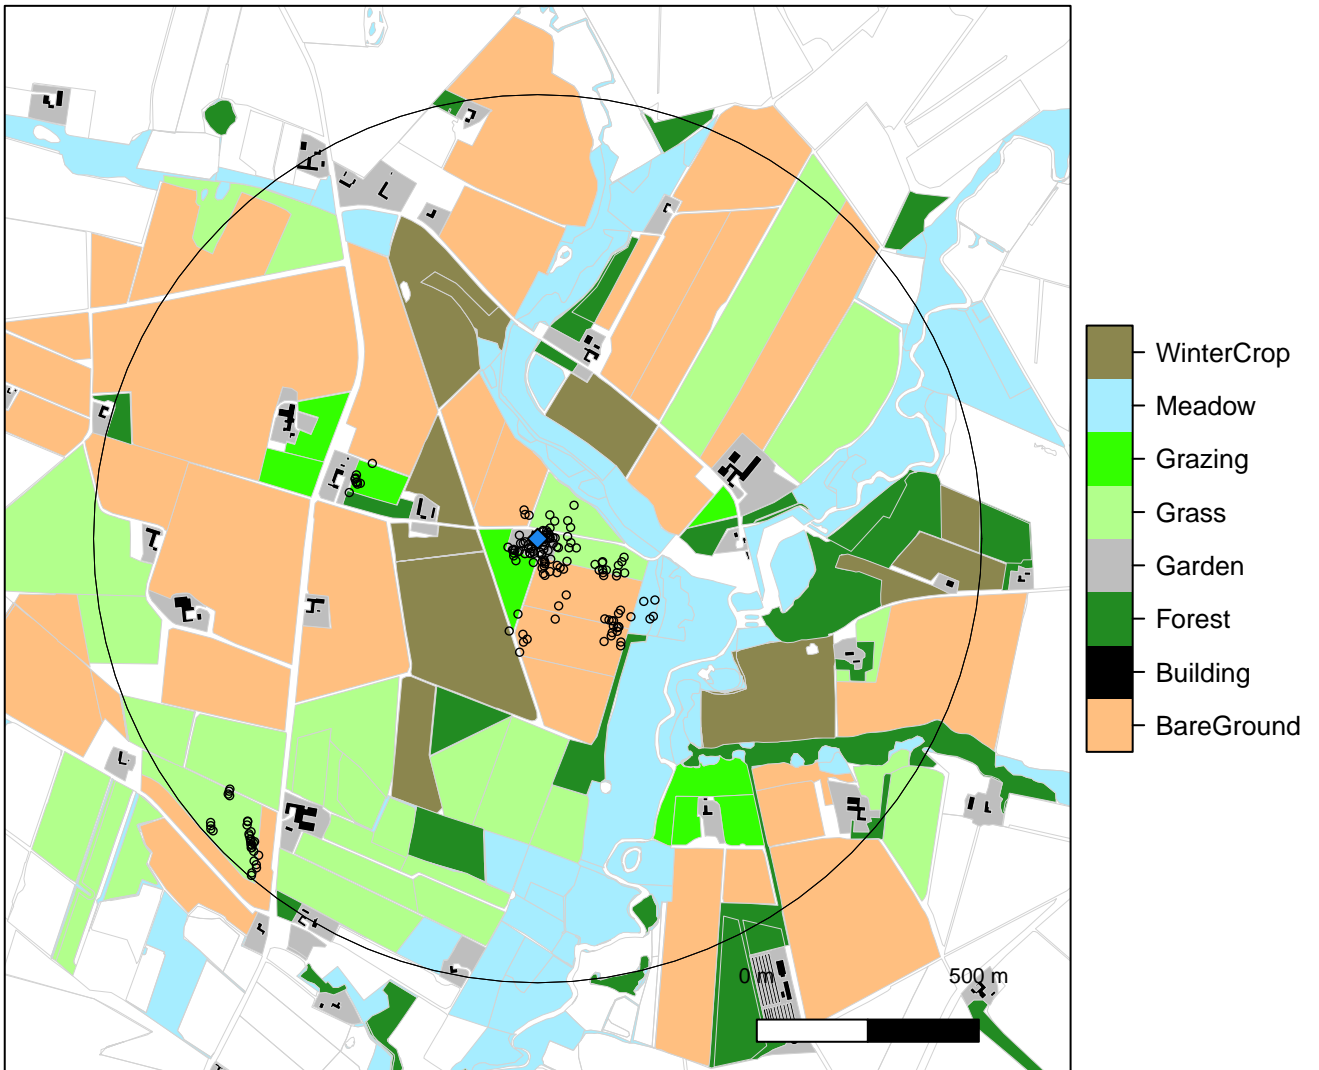 WinterCrop
Meadow
Grazing
Grass
Garden
Forest
Building
BareGround
0 m 500 m